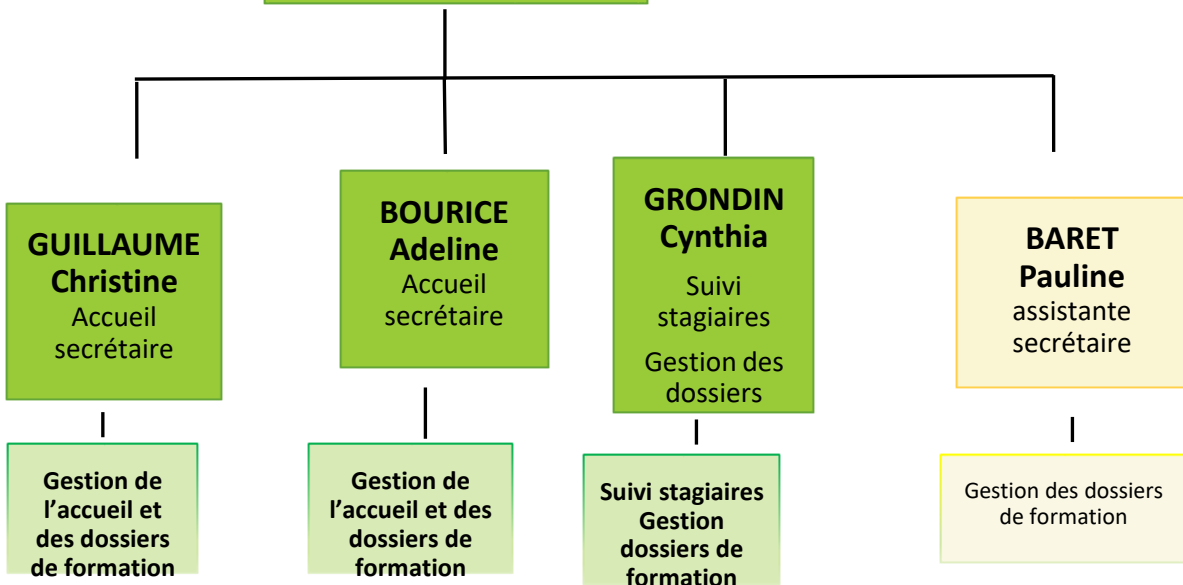 GUILLAUME
Christine
Accueil
secrétaire
BOURICE
Adeline
Accueil
secrétaire
GRONDIN
Cynthia
Suivi
stagiaires
Gestion des
dossiers
BARET
Pauline
assistante
secrétaire
Gestion de
l’accueil et
des dossiers
de formation
Gestion de
l’accueil et des
dossiers de
formation
Suivi stagiaires
Gestion
dossiers de
formation
Gestion des dossiers
de formation